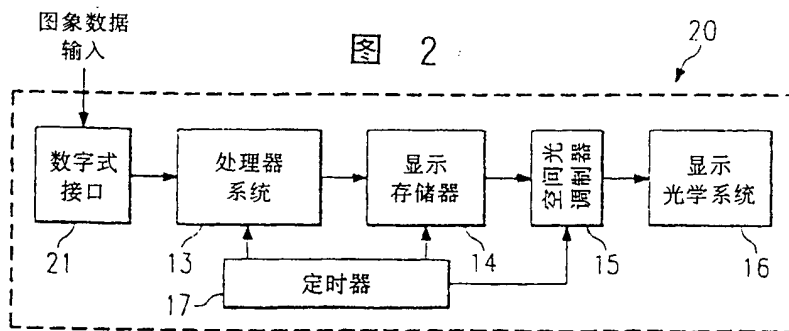 图象数据
输入
图 2
20
数字式
接口
处理器
系统
显示
存储器
空间光
调制器
显示
光学系统
21
13
14
15
16
定时器
17